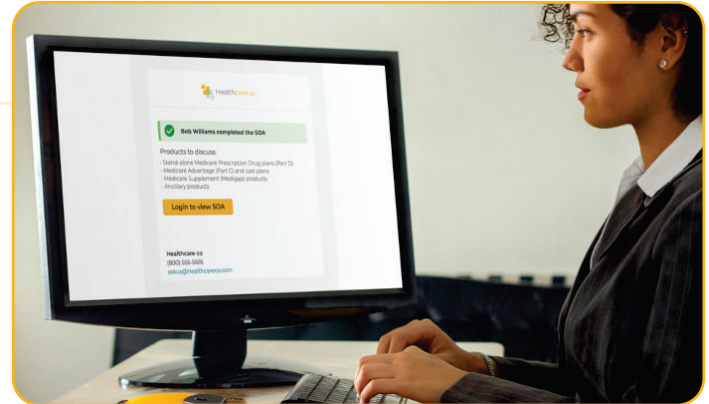 Healthcare.co
Bob Williams completed the SOA
Products to discuss:
- Stand-alone Medicare Prescription Drug plans (Part D)
- Medicare Advantage (Part C) and cost plans
- Medicare Supplement (Medigap) products
- Ancillary products
Login to view SOA
Healthcare co
(800) 555-5555
askus@Healthcareco.com